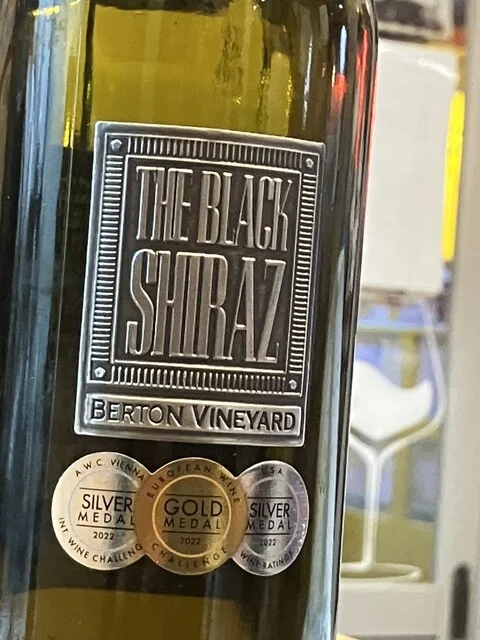 THE BLACK
SHIRAZ
BERTON VINEYARD
A.W.C. VIENNA
SILVER
MEDAL
2022
INT WINE CHALLENGE
EUROPEAN WINE
GOLD
MEDAL
2022
CHALLENGE
USA
SILVER
MEDAL
2022
WINE RATINGS